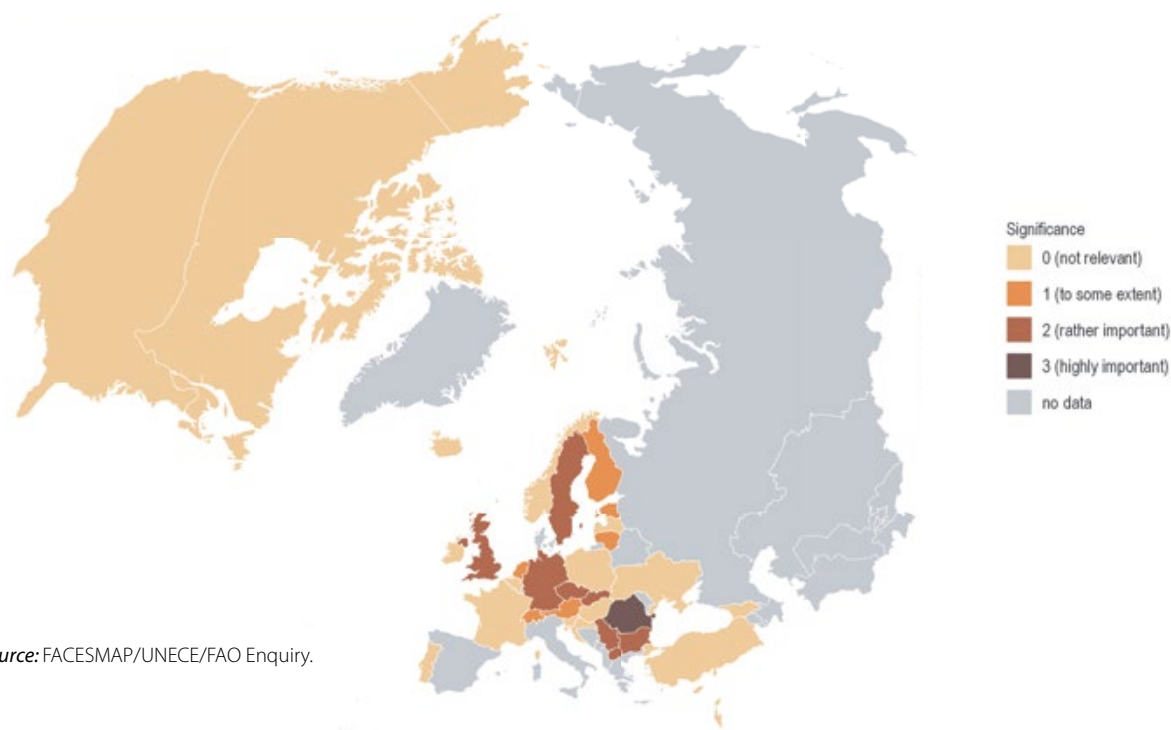 Significance
0 (not relevant)
1 (to some extent)
2 (rather important)
3 (highly important)
no data
urce: FACESMAP/UNECE/FAO Enquiry.